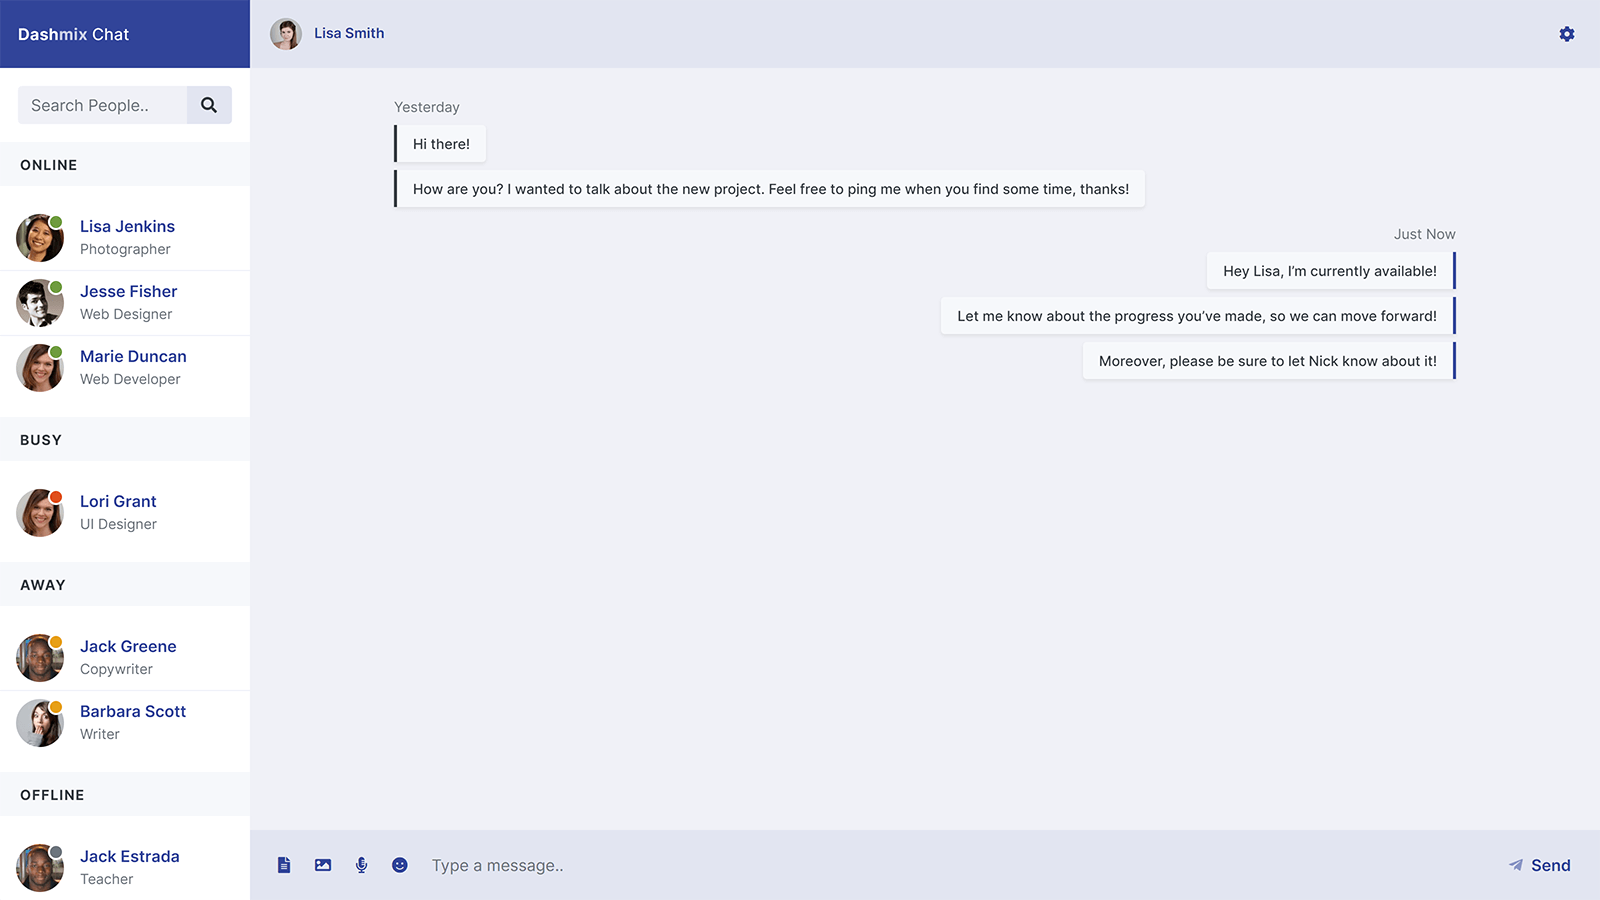 Dashmix Chat
Search People..
ONLINE
Lisa Jenkins
Photographer
Jesse Fisher
Web Designer
Marie Duncan
Web Developer
BUSY
Lori Grant
UI Designer
AWAY
Jack Greene
Copywriter
Barbara Scott
Writer
OFFLINE
Jack Estrada
Teacher
Lisa Smith
Yesterday
Hi there!
How are you? I wanted to talk about the new project. Feel free to ping me when you find some time, thanks!
Just Now
Hey Lisa, I’m currently available!
Let me know about the progress you’ve made, so we can move forward!
Moreover, please be sure to let Nick know about it!
Type a message..
Send